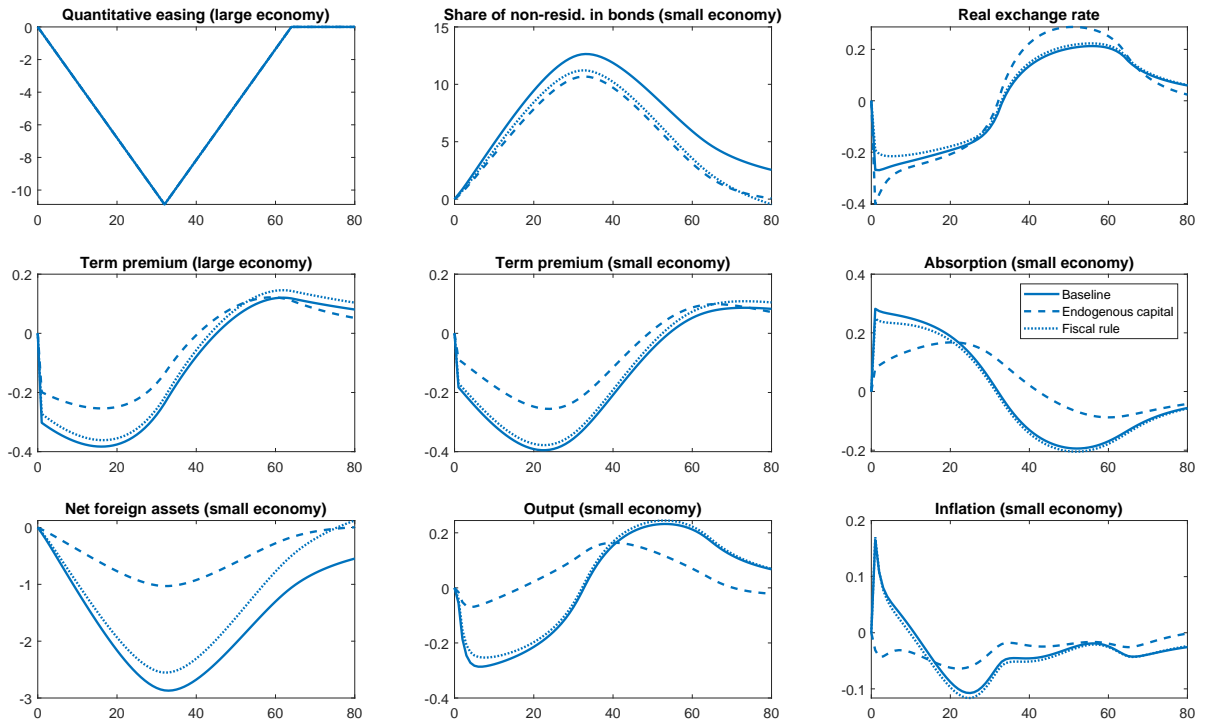 Quantitative easing (large economy)
0
-2
-4
-6
-8
-10
0 20 40 60 80
Share of non-resid. in bonds (small economy)
15
10
5
0
0 20 40 60 80
Real exchange rate
0.2
0
-0.2
-0.4
0 20 40 60 80
Term premium (large economy)
0.2
0
-0.2
-0.4
0 20 40 60 80
Term premium (small economy)
0.2
0
-0.2
-0.4
0 20 40 60 80
Absorption (small economy)
0.4
0.2
0
-0.2
Baseline
Endogenous capital
Fiscal rule
0 20 40 60 80
Net foreign assets (small economy)
0
-1
-2
-3
0 20 40 60 80
Output (small economy)
0.2
0
-0.2
-0.4
0 20 40 60 80
Inflation (small economy)
0.2
0.1
0
-0.1
0 20 40 60 80